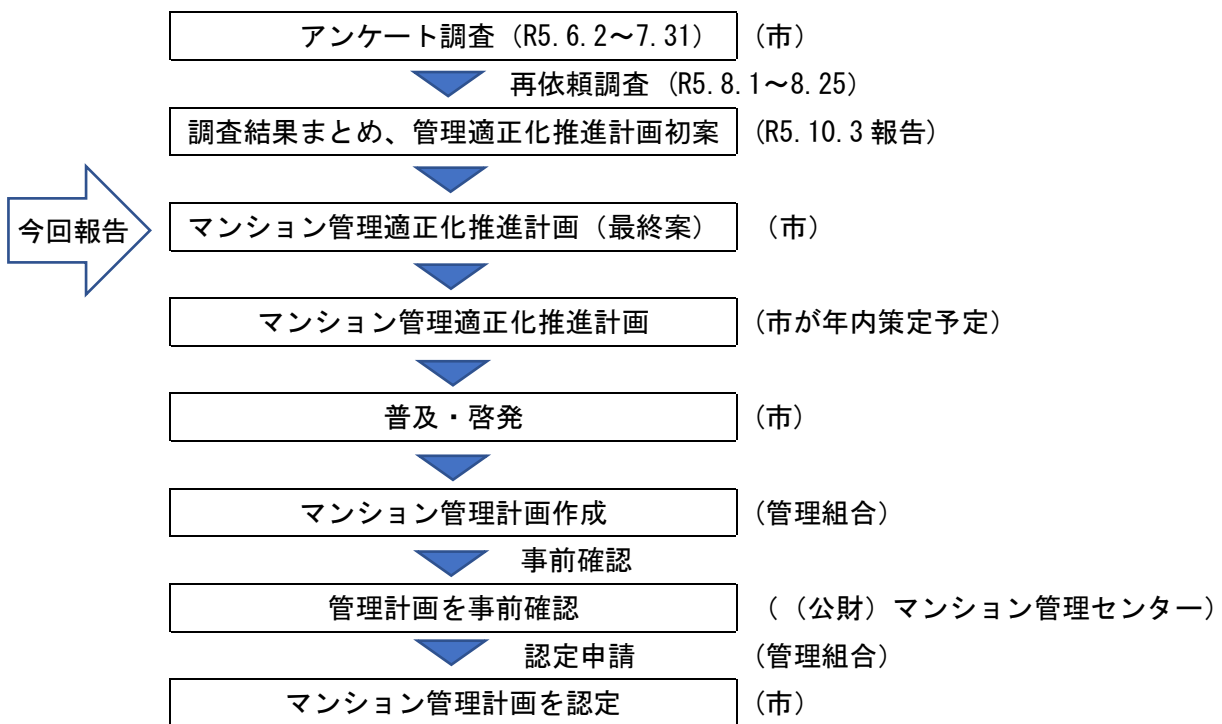 アンケート調査（R5.6.2～7.31） （市）
再依頼調査（R5.8.1～8.25）
調査結果まとめ、管理適正化推進計画初案 （R5.10.3 報告）
今回報告 マンション管理適正化推進計画（最終案） （市）
マンション管理適正化推進計画 （市が年内策定予定）
普及・啓発 （市）
マンション管理計画作成 （管理組合）
事前確認
管理計画を事前確認 （（公財）マンション管理センター）
認定申請 （管理組合）
マンション管理計画を認定 （市）